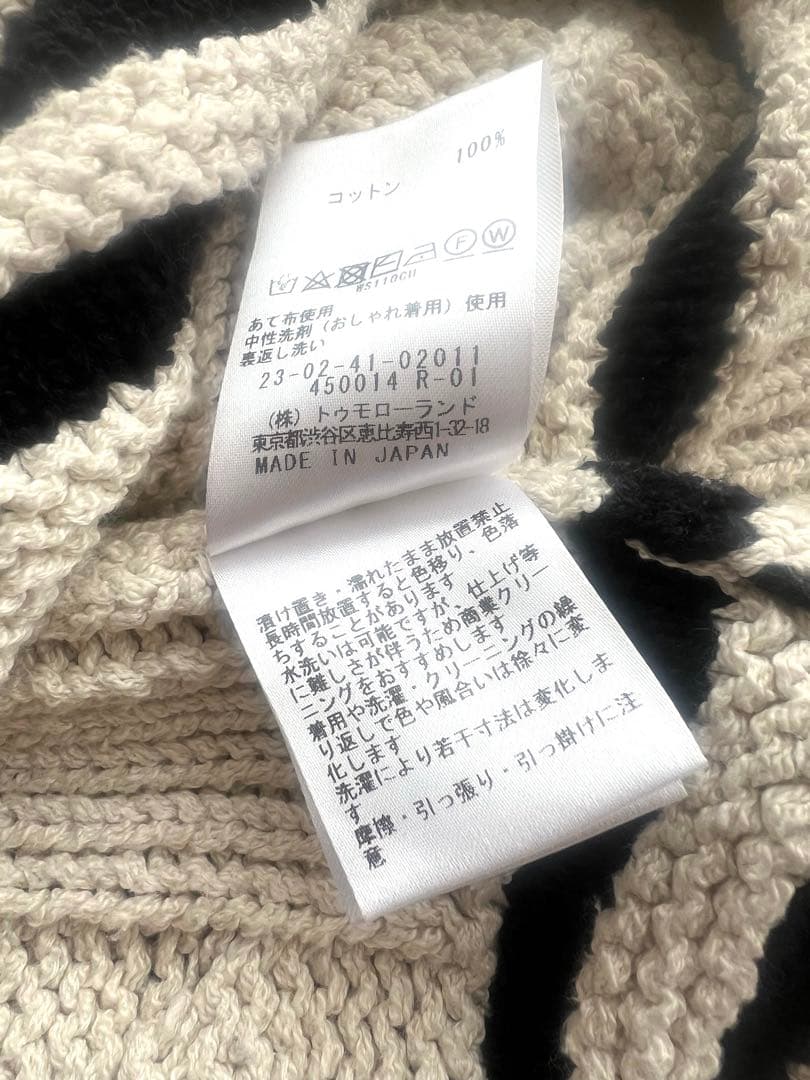 100%
コットン
F W
WS110CU
あて布使用
中性洗剤(おしゃれ着用)使用
裏返し洗い
23-02-41-02011
450014 R-01
(株)トゥモローランド
東京都渋谷区恵比寿西1-32-18
MADE IN JAPAN
漬け置き・濡れたまま放置禁止
長時間放置すると色移り、色落
ちすることがあります
水洗いは可能ですが、仕上げ等
に難しさが伴うため商業クリー
ニングをおすすめします
着用や洗濯・クリーニングの繰
り返しで色や風合いは徐々に変
化します
洗濯により若干寸法は変化しま
す
摩擦・引っ張り・引っ掛けに注
意